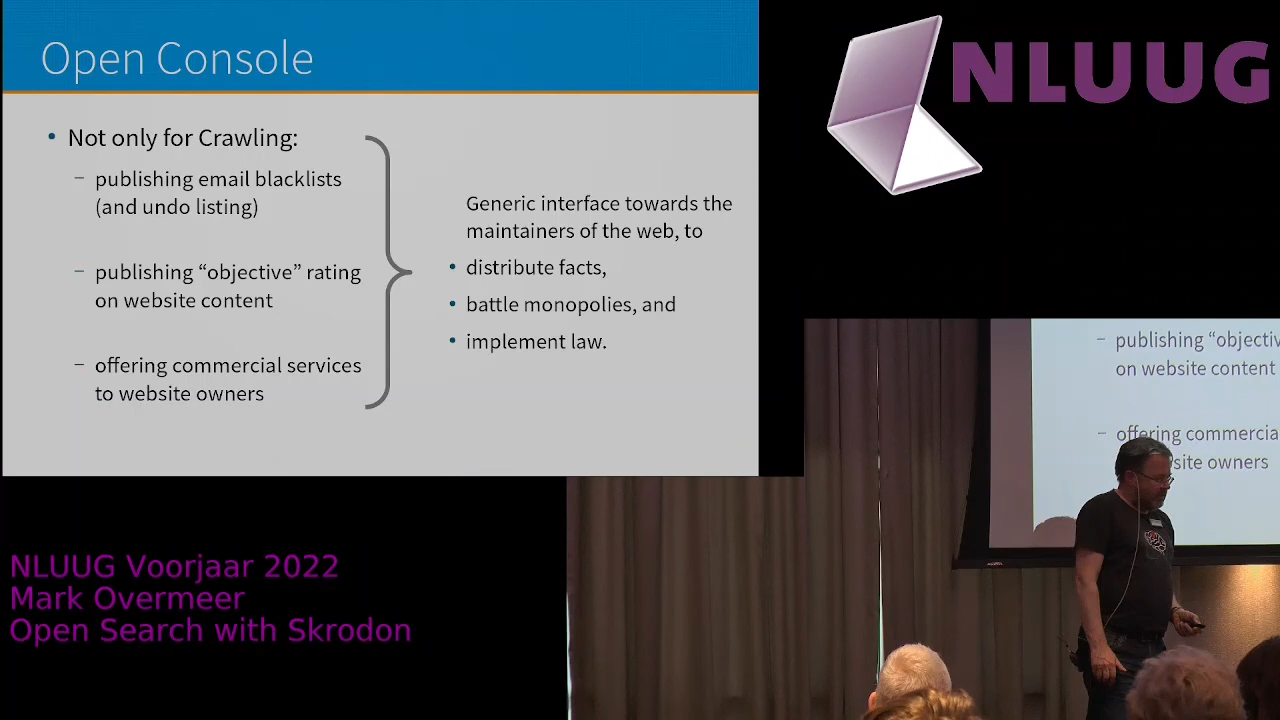 Open Console
• Not only for Crawling:
– publishing email blacklists
(and undo listing)
– publishing “objective” rating
on website content
– offering commercial services
to website owners
Generic interface towards the
maintainers of the web, to
• distribute facts,
• battle monopolies, and
• implement law.
NLUUG
– publishing “objectiv
on website content
– offering commercia
site owners
NLUUG Voorjaar 2022
Mark Overmeer
Open Search with Skrodon